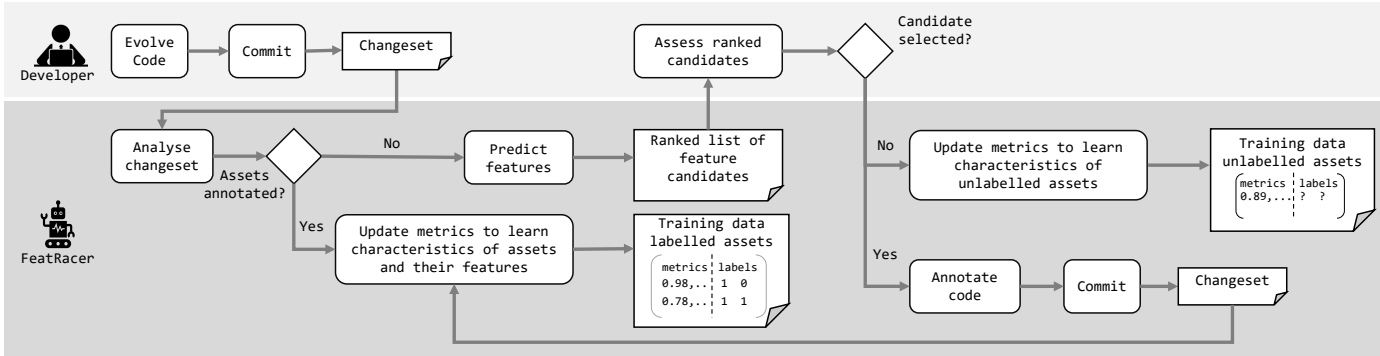 Developer
Evolve
Code
Commit
Changeset
Assess ranked
candidates
Candidate
selected?
FeatRacer
Analyse
changeset
Assets
annotated?
No
Predict
features
Ranked list of
feature
candidates
Yes
Update metrics to learn
characteristics of assets
and their features
Training data
labelled assets
metrics labels
0.98,.. 1 0
0.78,.. 1 1
No
Update metrics to learn
characteristics of
unlabelled assets
Training data
unlabelled assets
metrics labels
0.89,... ? ?
Yes
Annotate
code
Commit
Changeset